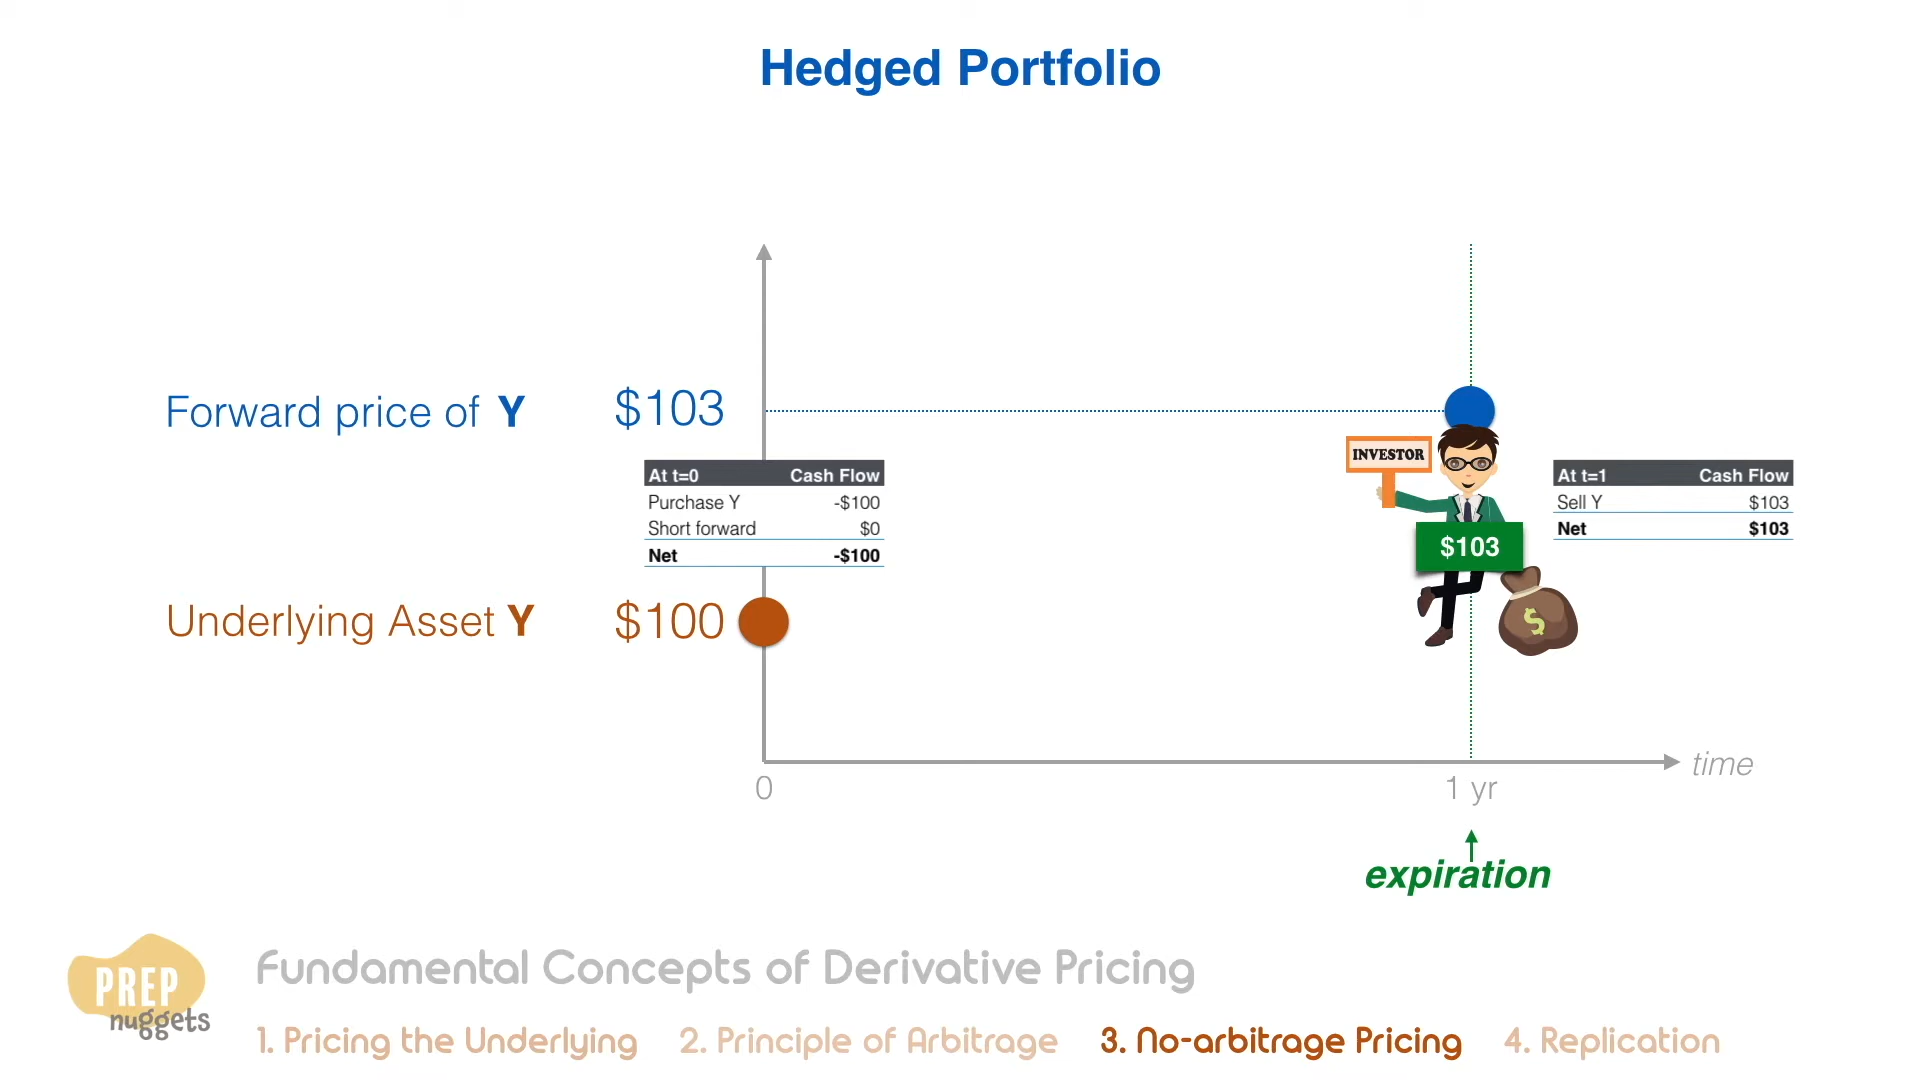 Hedged Portfolio
Forward price of Y $103
INVESTOR
At t=0 Cash Flow
Purchase Y -$100
Short forward $0
Net -$100
At t=1 Cash Flow
Sell Y $103
Net $103
$103
$
Underlying Asset Y $100
time
0 1 yr
expiration
PREP
nuggets
Fundamental Concepts of Derivative Pricing
1. Pricing the Underlying 2. Principle of Arbitrage 3. No-arbitrage Pricing 4. Replication